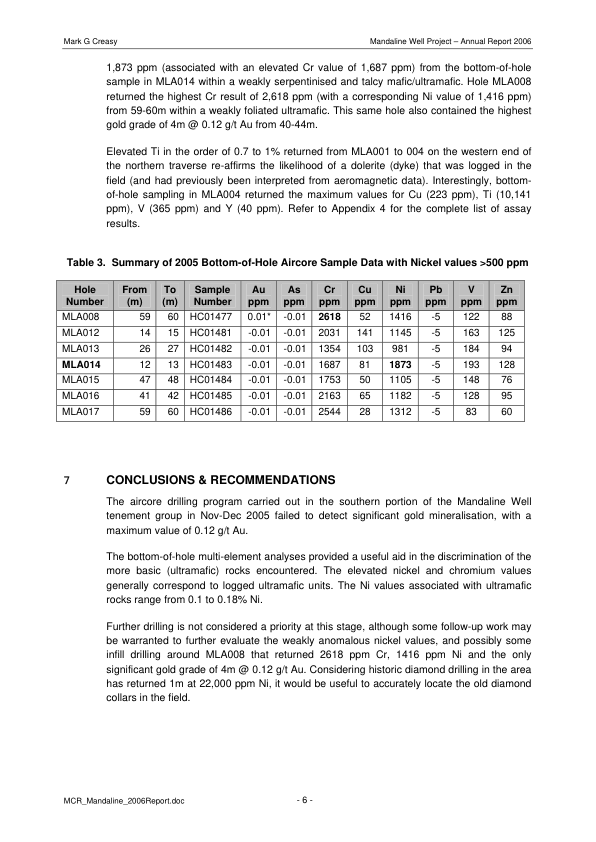 Mark G Creasy Mandaline Well Project – Annual Report 2006
1,873 ppm (associated with an elevated Cr value of 1,687 ppm) from the bottom-of-hole
sample in MLA014 within a weakly serpentinised and talcy mafic/ultramafic. Hole MLA008
returned the highest Cr result of 2,618 ppm (with a corresponding Ni value of 1,416 ppm)
from 59-60m within a weakly foliated ultramafic. This same hole also contained the highest
gold grade of 4m @ 0.12 g/t Au from 40-44m.
Elevated Ti in the order of 0.7 to 1% returned from MLA001 to 004 on the western end of
the northern traverse re-affirms the likelihood of a dolerite (dyke) that was logged in the
field (and had previously been interpreted from aeromagnetic data). Interestingly, bottom-
of-hole sampling in MLA004 returned the maximum values for Cu (223 ppm), Ti (10,141
ppm), V (365 ppm) and Y (40 ppm). Refer to Appendix 4 for the complete list of assay
results.
Table 3. Summary of 2005 Bottom-of-Hole Aircore Sample Data with Nickel values >500 ppm
Hole From To Sample Au As Cr Cu Ni Pb V Zn
Number (m) (m) Number ppm ppm ppm ppm ppm ppm ppm ppm
MLA008 59 60 HC01477 0.01* -0.01 2618 52 1416 -5 122 88
MLA012 14 15 HC01481 -0.01 -0.01 2031 141 1145 -5 163 125
MLA013 26 27 HC01482 -0.01 -0.01 1354 103 981 -5 184 94
MLA014 12 13 HC01483 -0.01 -0.01 1687 81 1873 -5 193 128
MLA015 47 48 HC01484 -0.01 -0.01 1753 50 1105 -5 148 76
MLA016 41 42 HC01485 -0.01 -0.01 2163 65 1182 -5 128 95
MLA017 59 60 HC01486 -0.01 -0.01 2544 28 1312 -5 83 60
7 CONCLUSIONS & RECOMMENDATIONS
The aircore drilling program carried out in the southern portion of the Mandaline Well
tenement group in Nov-Dec 2005 failed to detect significant gold mineralisation, with a
maximum value of 0.12 g/t Au.
The bottom-of-hole multi-element analyses provided a useful aid in the discrimination of the
more basic (ultramafic) rocks encountered. The elevated nickel and chromium values
generally correspond to logged ultramafic units. The Ni values associated with ultramafic
rocks range from 0.1 to 0.18% Ni.
Further drilling is not considered a priority at this stage, although some follow-up work may
be warranted to further evaluate the weakly anomalous nickel values, and possibly some
infill drilling around MLA008 that returned 2618 ppm Cr, 1416 ppm Ni and the only
significant gold grade of 4m @ 0.12 g/t Au. Considering historic diamond drilling in the area
has returned 1m at 22,000 ppm Ni, it would be useful to accurately locate the old diamond
collars in the field.
MCR_Mandaline_2006Report.doc - 6 -